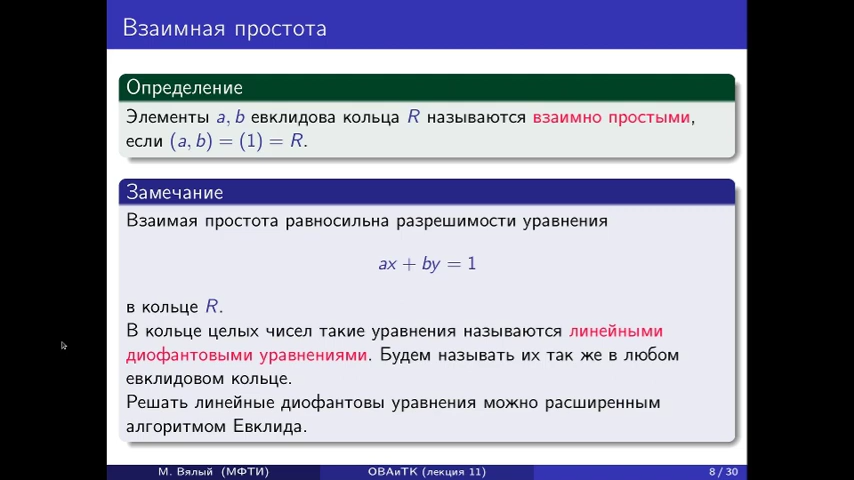 Взаимная простота
Определение
Элементы a, b евклидова кольца R называются взаимно простыми,
если (a, b) = (1) = R.
Замечание
Взаимая простота равносильна разрешимости уравнения
ax + by = 1
в кольце R.
В кольце целых чисел такие уравнения называются линейными
диофантовыми уравнениями. Будем называть их так же в любом
евклидовом кольце.
Решать линейные диофантовы уравнения можно расширенным
алгоритмом Евклида.
М. Вялый (МФТИ) ОВАиТК (лекция 11) 8 / 30